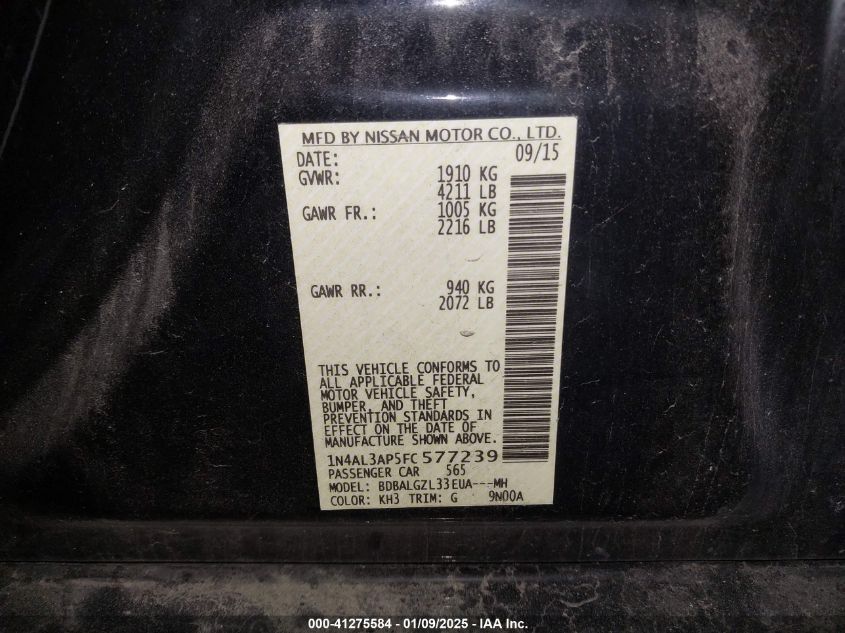 MFD BY NISSAN MOTOR CO., LTD.
DATE: 09/15
GVWR: 1910 KG
4211 LB
GAWR FR.: 1005 KG
2216 LB
GAWR RR.: 940 KG
2072 LB
THIS VEHICLE CONFORMS TO
ALL APPLICABLE FEDERAL
MOTOR VEHICLE SAFETY,
BUMPER, AND THEFT
PREVENTION STANDARDS IN
EFFECT ON THE DATE OF
MANUFACTURE SHOWN ABOVE.
1N4AL3AP5FC577239
PASSENGER CAR 565
MODEL: BDBALGZL33EUA---MH
COLOR: KH3 TRIM: G 9N00A
000-41275584 - 01/09/2025 - IAA Inc.